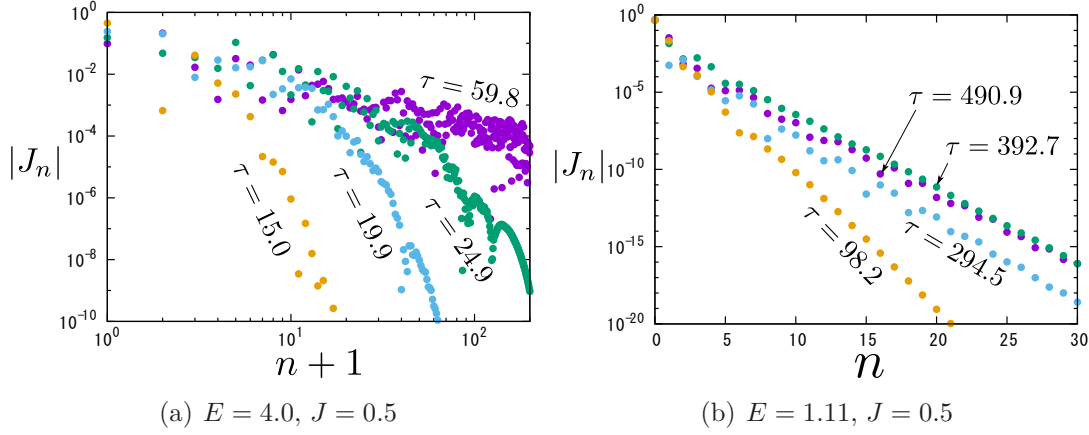 10^0
10^-2
10^-4
10^-6
10^-8
10^-10
|J_n|
τ = 59.8
τ = 15.0
τ = 19.9
τ = 24.9
10^0 10^1 10^2
n + 1
(a) E = 4.0, J = 0.5
10^0
10^-5
10^-10
10^-15
10^-20
|J_n|
τ = 490.9
τ = 392.7
τ = 98.2
τ = 294.5
0 5 10 15 20 25 30
n
(b) E = 1.11, J = 0.5